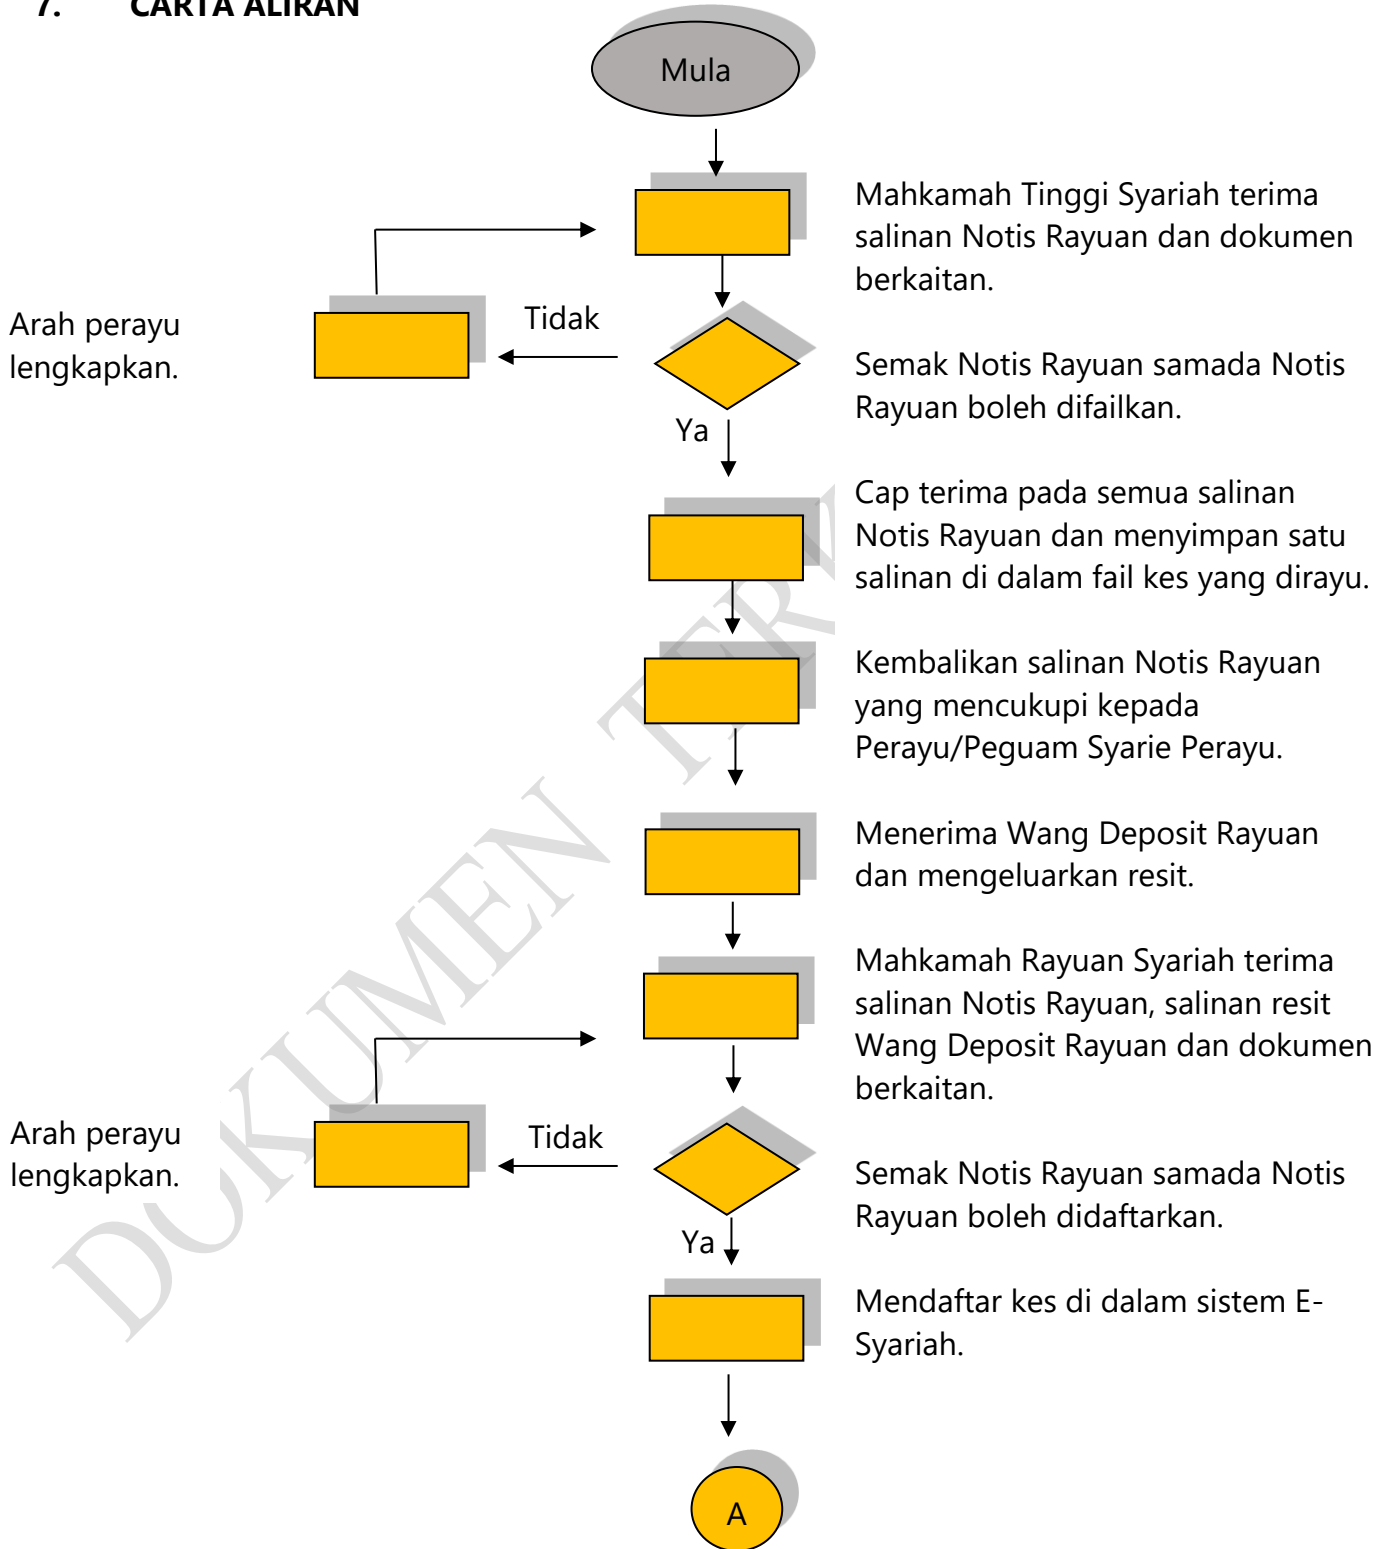 7. CARTA ALIRAN
Mula
Mahkamah Tinggi Syariah terima
salinan Notis Rayuan dan dokumen
berkaitan.
Arah perayu
lengkapkan.
Tidak
Semak Notis Rayuan samada Notis
Rayuan boleh difailkan.
Ya
Cap terima pada semua salinan
Notis Rayuan dan menyimpan satu
salinan di dalam fail kes yang dirayu.
Kembalikan salinan Notis Rayuan
yang mencukupi kepada
Perayu/Peguam Syarie Perayu.
Menerima Wang Deposit Rayuan
dan mengeluarkan resit.
Mahkamah Rayuan Syariah terima
salinan Notis Rayuan, salinan resit
Wang Deposit Rayuan dan dokumen
berkaitan.
Arah perayu
lengkapkan.
Tidak
Semak Notis Rayuan samada Notis
Rayuan boleh didaftarkan.
Ya
Mendaftar kes di dalam sistem E-
Syariah.
A
DOKUMEN